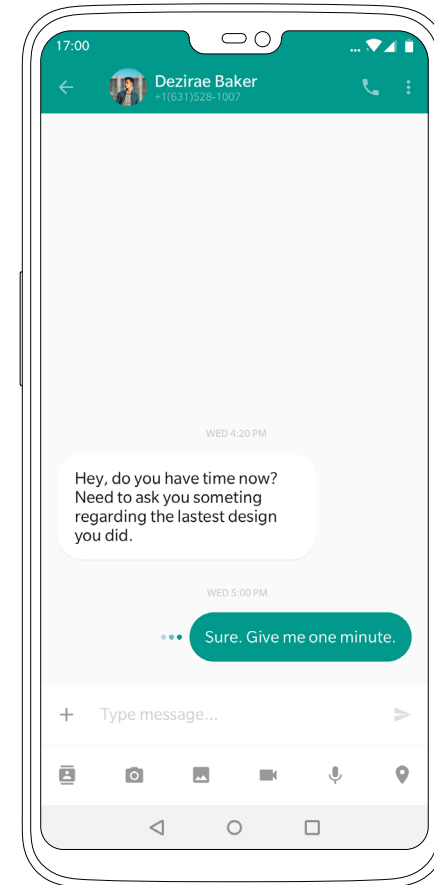 17:00
Dezirae Baker
+1(631)528-1007
WED 4:20 PM
Hey, do you have time now?
Need to ask you someting
regarding the lastest design
you did.
WED 5:00 PM
Sure. Give me one minute.
Type message...